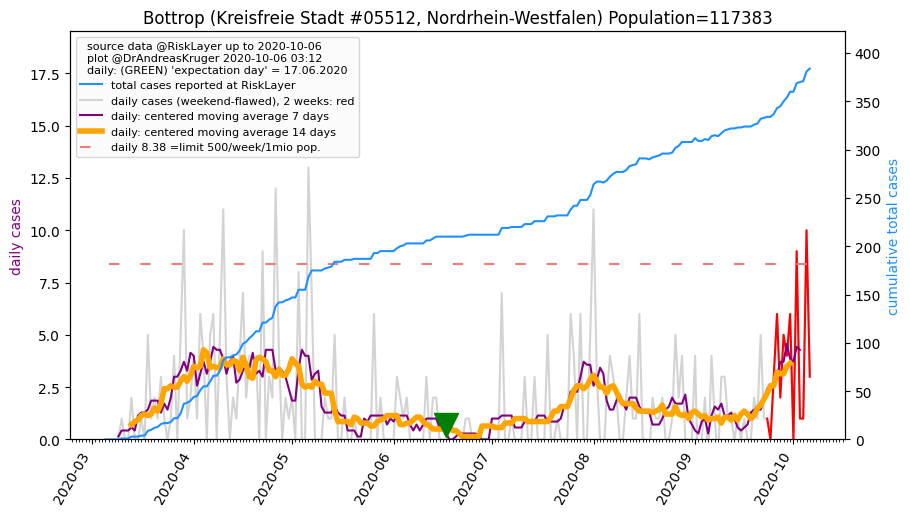 Bottrop (Kreisfreie Stadt #05512, Nordrhein-Westfalen) Population=117383
source data @RiskLayer up to 2020-10-06
plot @DrAndreasKruger 2020-10-06 03:12
daily: (GREEN) 'expectation day' = 17.06.2020
total cases reported at RiskLayer
daily cases (weekend-flawed), 2 weeks: red
daily: centered moving average 7 days
daily: centered moving average 14 days
daily 8.38 =limit 500/week/1mio pop.
daily cases
17.5
15.0
12.5
10.0
7.5
5.0
2.5
0.0
400
350
300
250
200
150
100
50
0
cumulative total cases
2020-03
2020-04
2020-05
2020-06
2020-07
2020-08
2020-09
2020-10